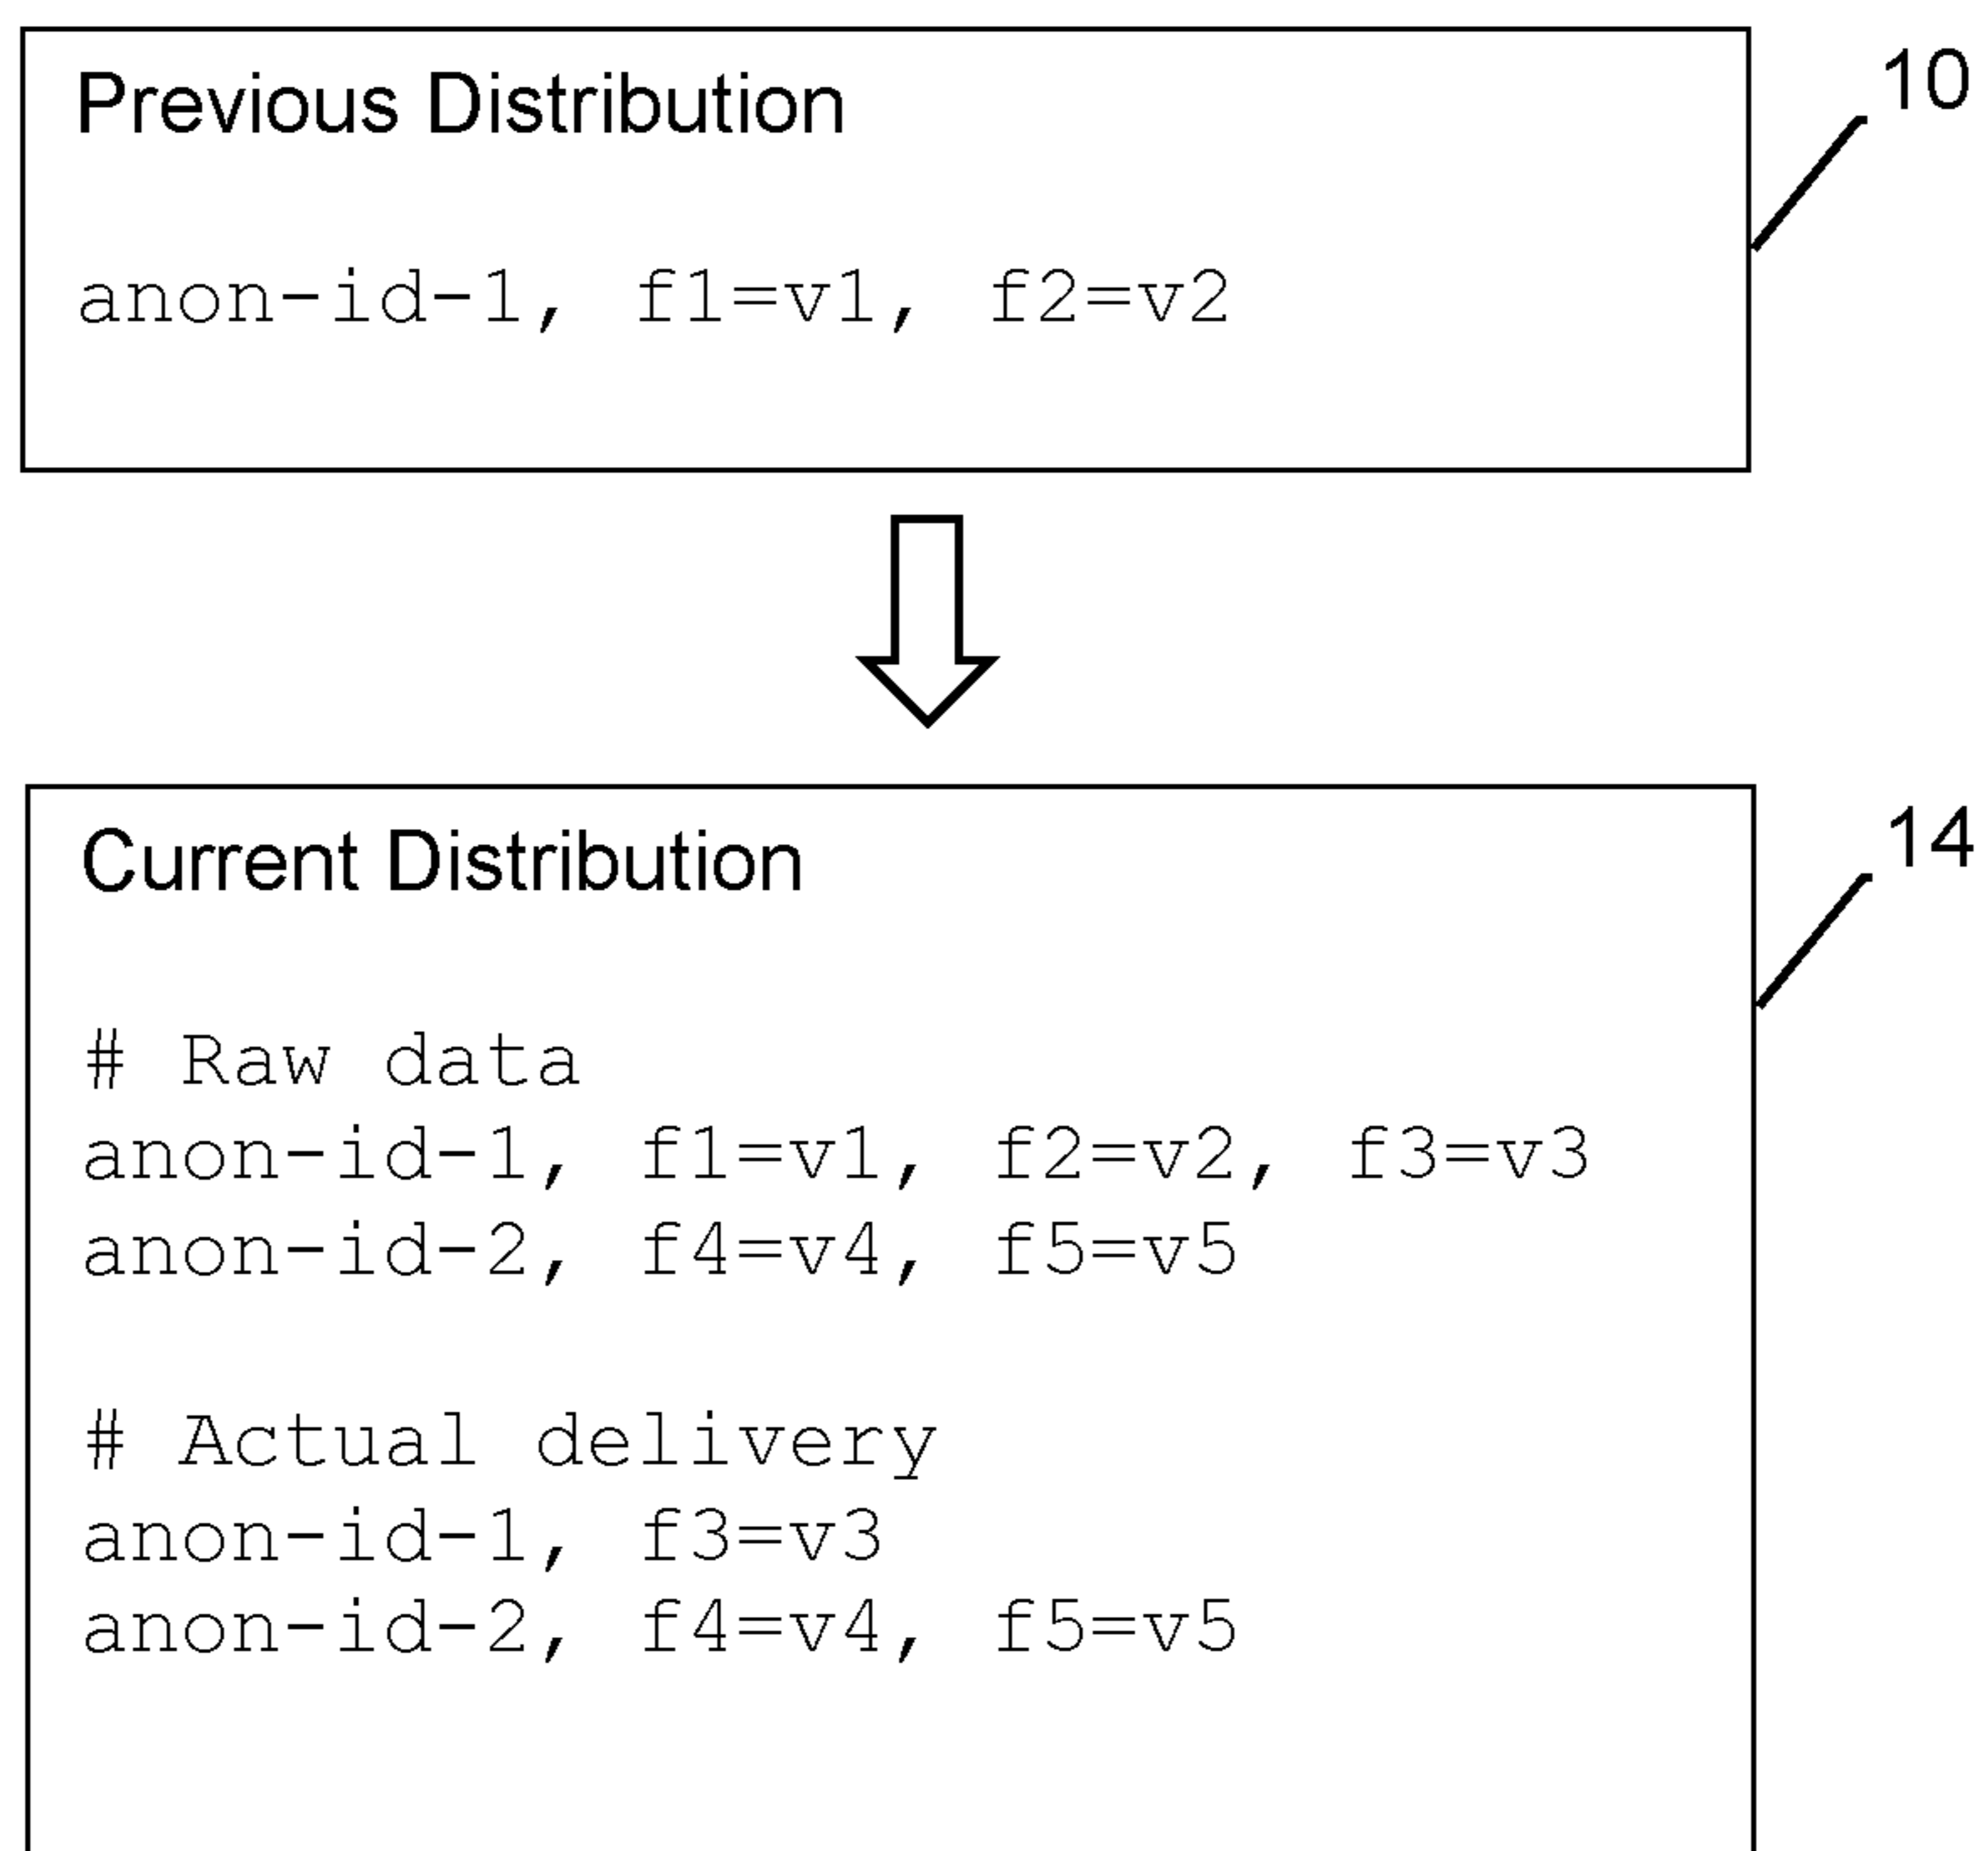 Previous Distribution
10
anon-id-1, f1=v1, f2=v2
Current Distribution
14
# Raw data
anon-id-1, f1=v1, f2=v2, f3=v3
anon-id-2, f4=v4, f5=v5
# Actual delivery
anon-id-1, f3=v3
anon-id-2, f4=v4, f5=v5